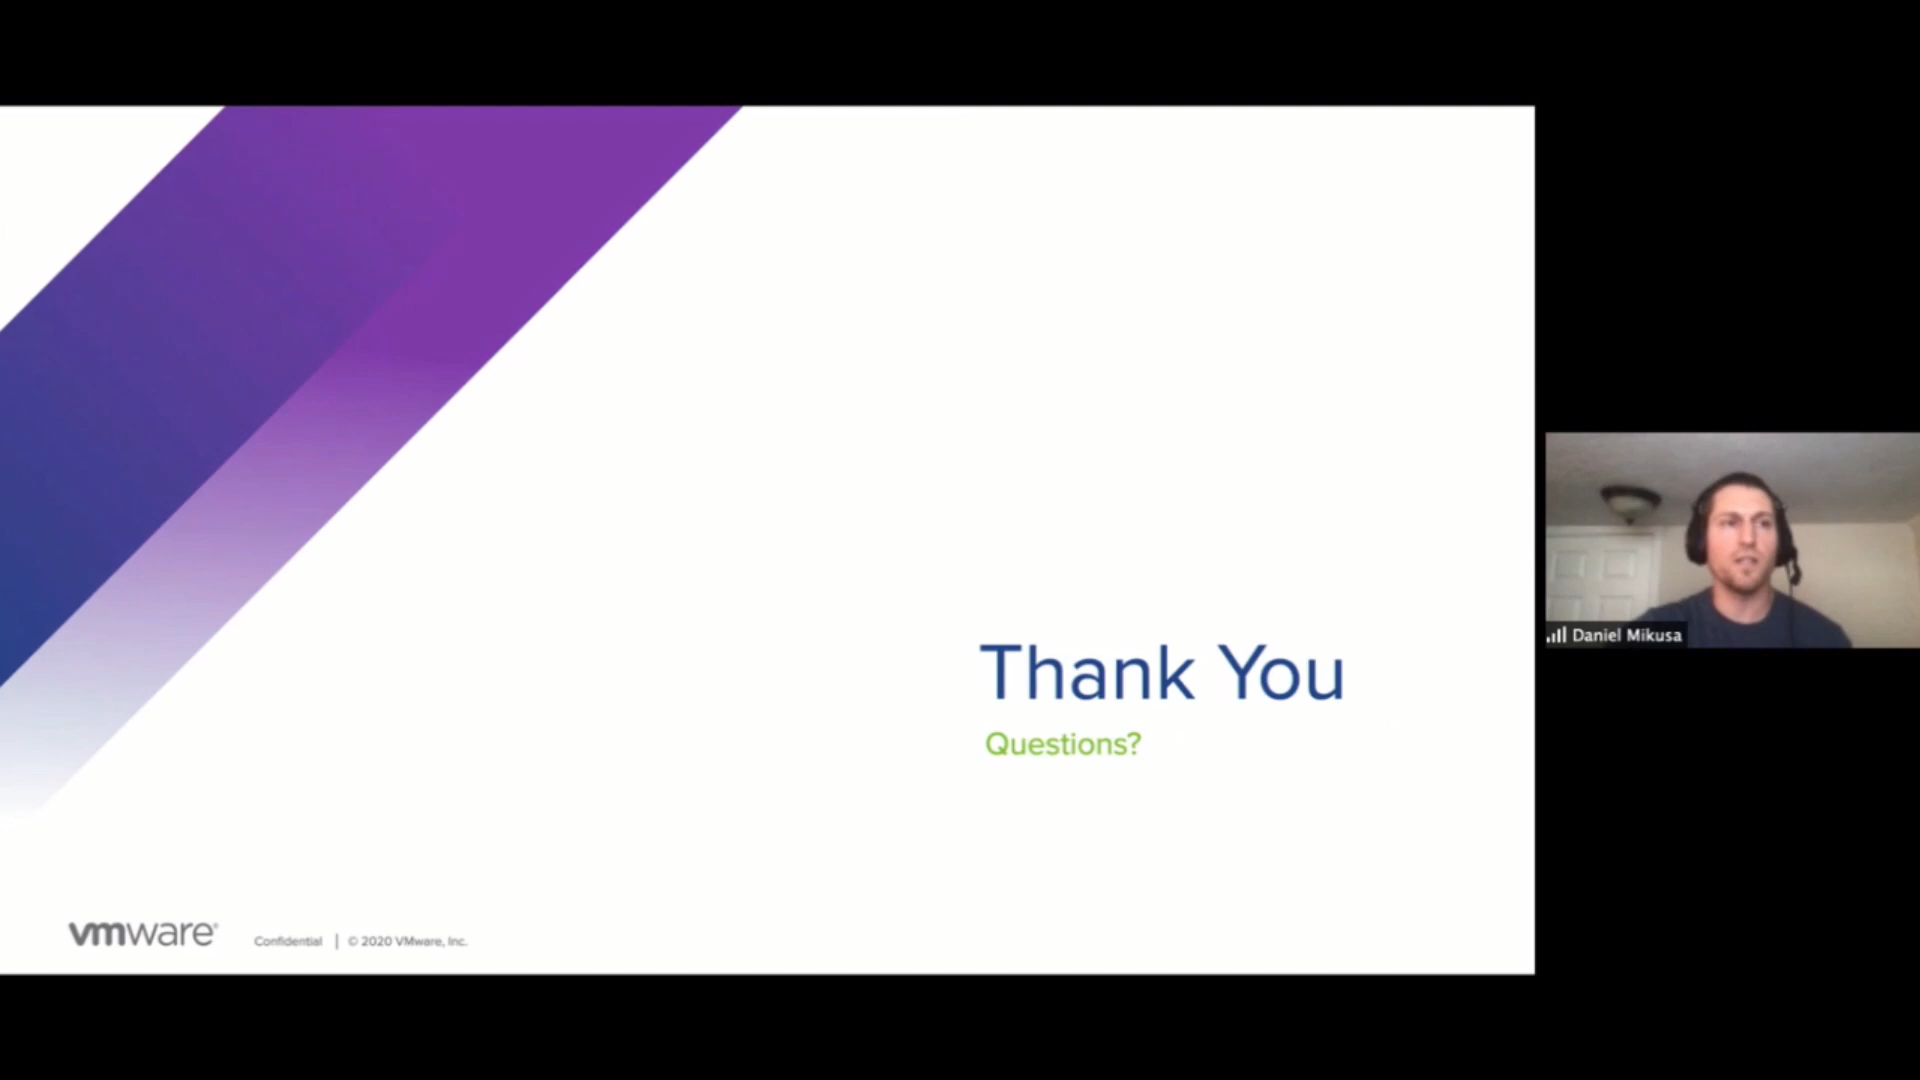 Thank You
Questions?
vmware®
Confidential | © 2020 VMware, Inc.
Daniel Mikusa